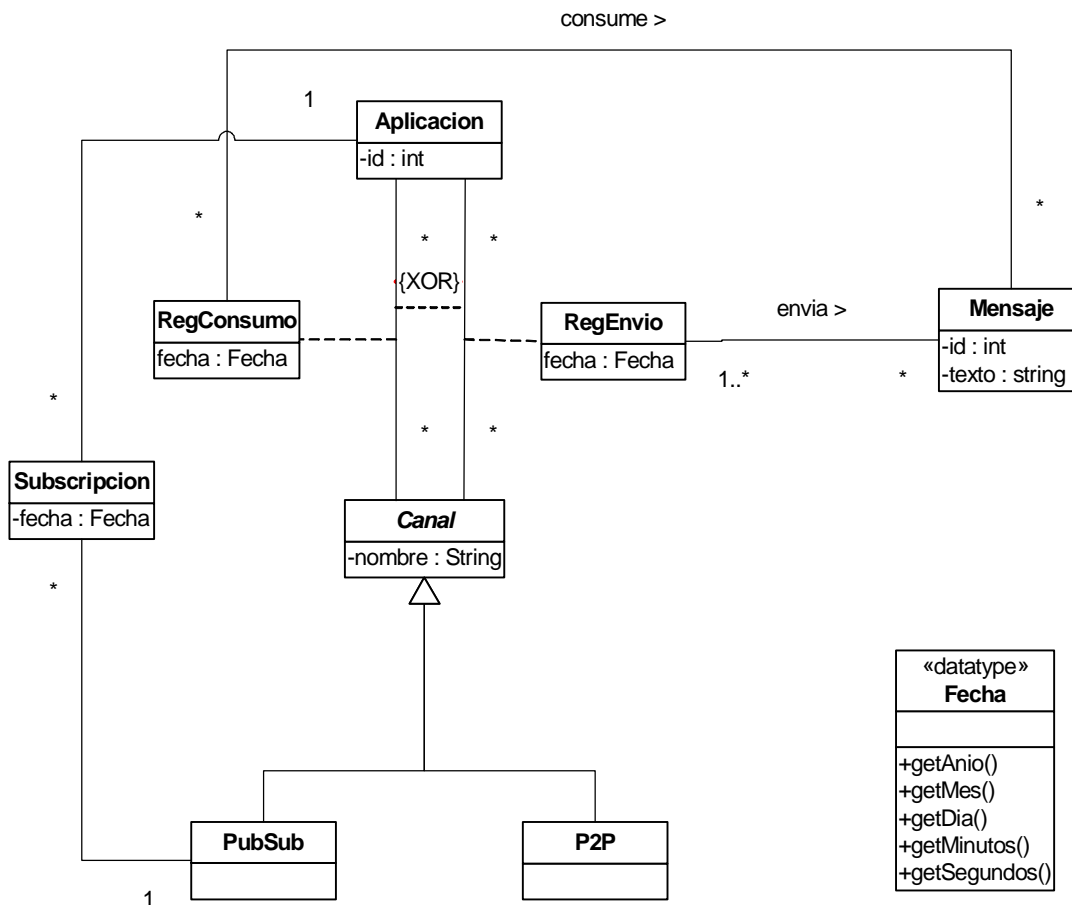 consume >
1
Aplicacion
-id : int
*
*
*
*
{XOR}
RegConsumo
fecha : Fecha
RegEnvio
fecha : Fecha
envia >
1..*
*
Mensaje
-id : int
-texto : string
*
*
*
Subscripcion
-fecha : Fecha
*
Canal
-nombre : String
PubSub
1
P2P
«datatype»
Fecha
+getAnio()
+getMes()
+getDia()
+getMinutos()
+getSegundos()